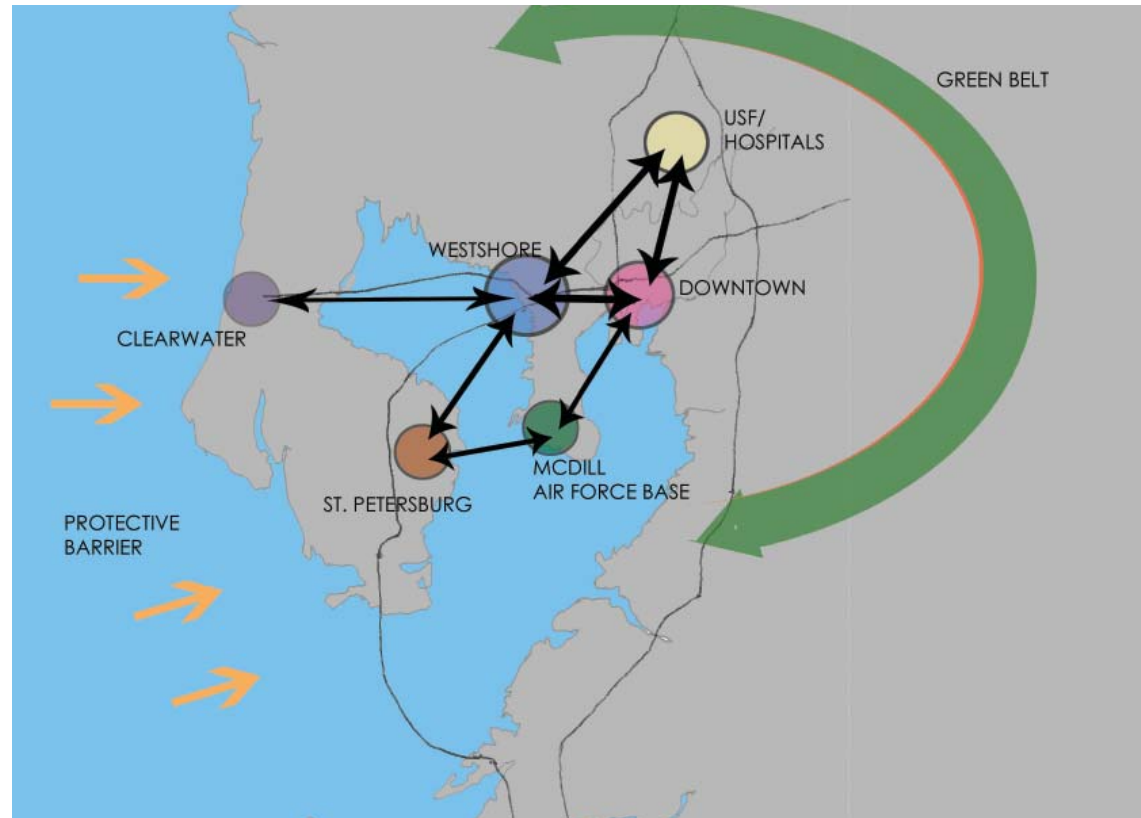 GREEN BELT
USF/
HOSPITALS
WESTSHORE
DOWNTOWN
CLEARWATER
MCDILL
AIR FORCE BASE
ST. PETERSBURG
PROTECTIVE
BARRIER